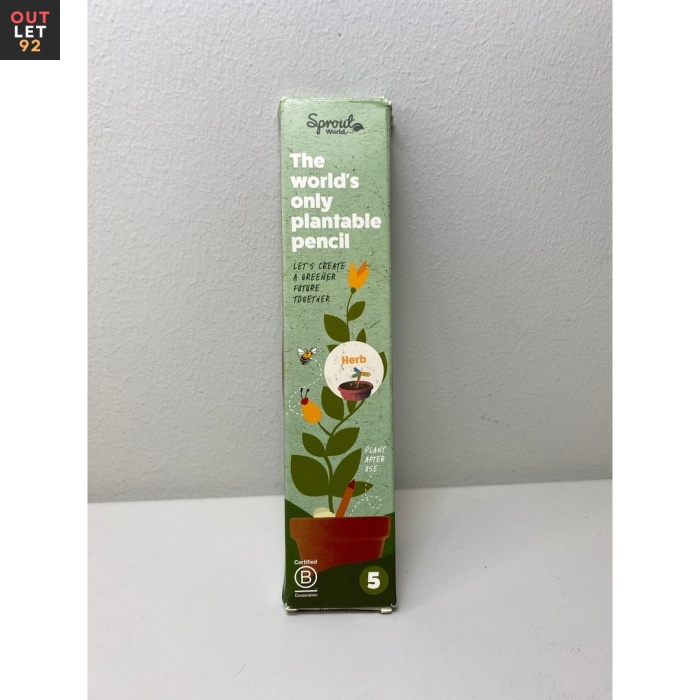 OUT
LET
92
Sprout
World
The
world's
only
plantable
pencil
LET'S CREATE
A GREENER
FUTURE
TOGETHER
Herb
PLANT
AFTER
USE
Certified
B
Corporation
5